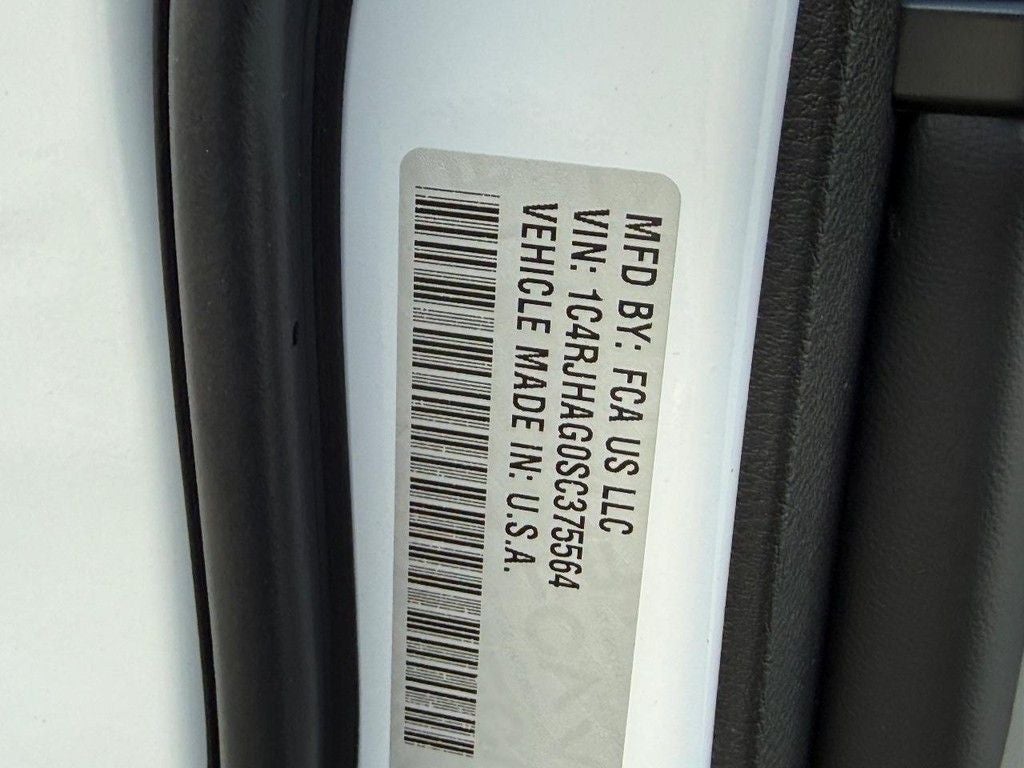 MFD BY: FCA US LLC
VIN: 1C4RJHAG0SC375564
VEHICLE MADE IN: U.S.A.